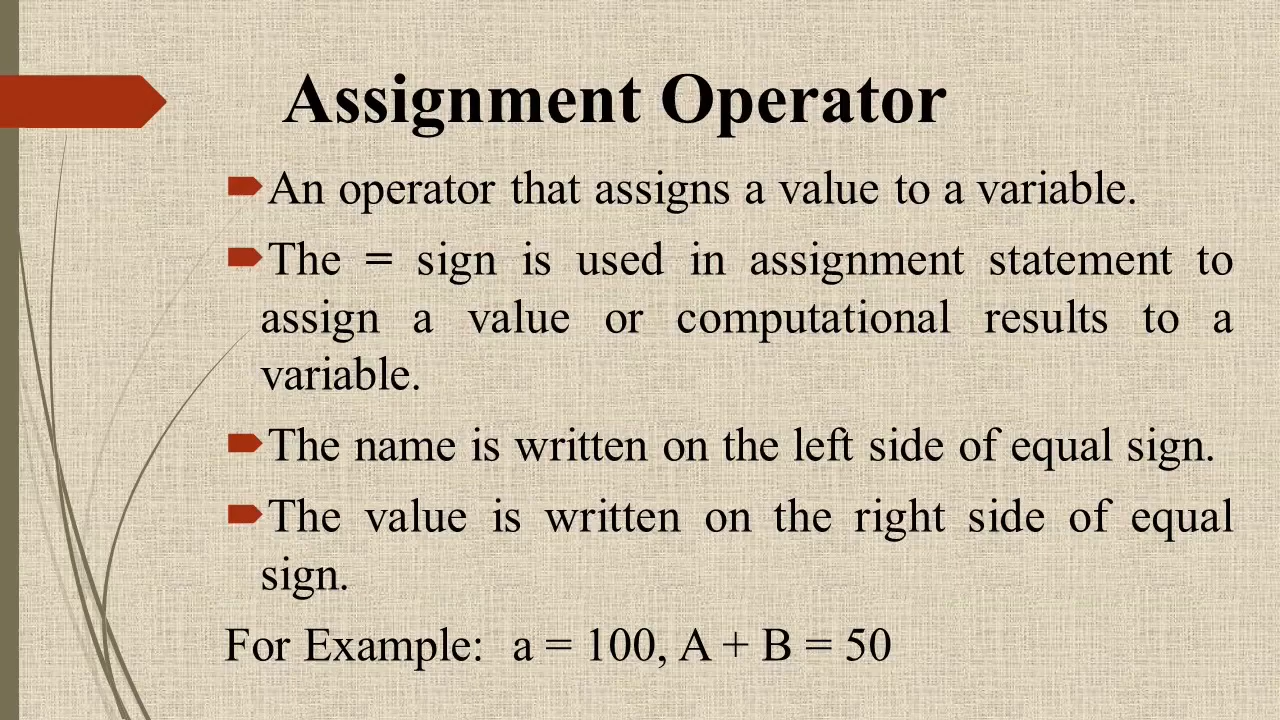 Assignment Operator
An operator that assigns a value to a variable.
The = sign is used in assignment statement to
assign a value or computational results to a
variable.
The name is written on the left side of equal sign.
The value is written on the right side of equal
sign.
For Example: a = 100, A + B = 50